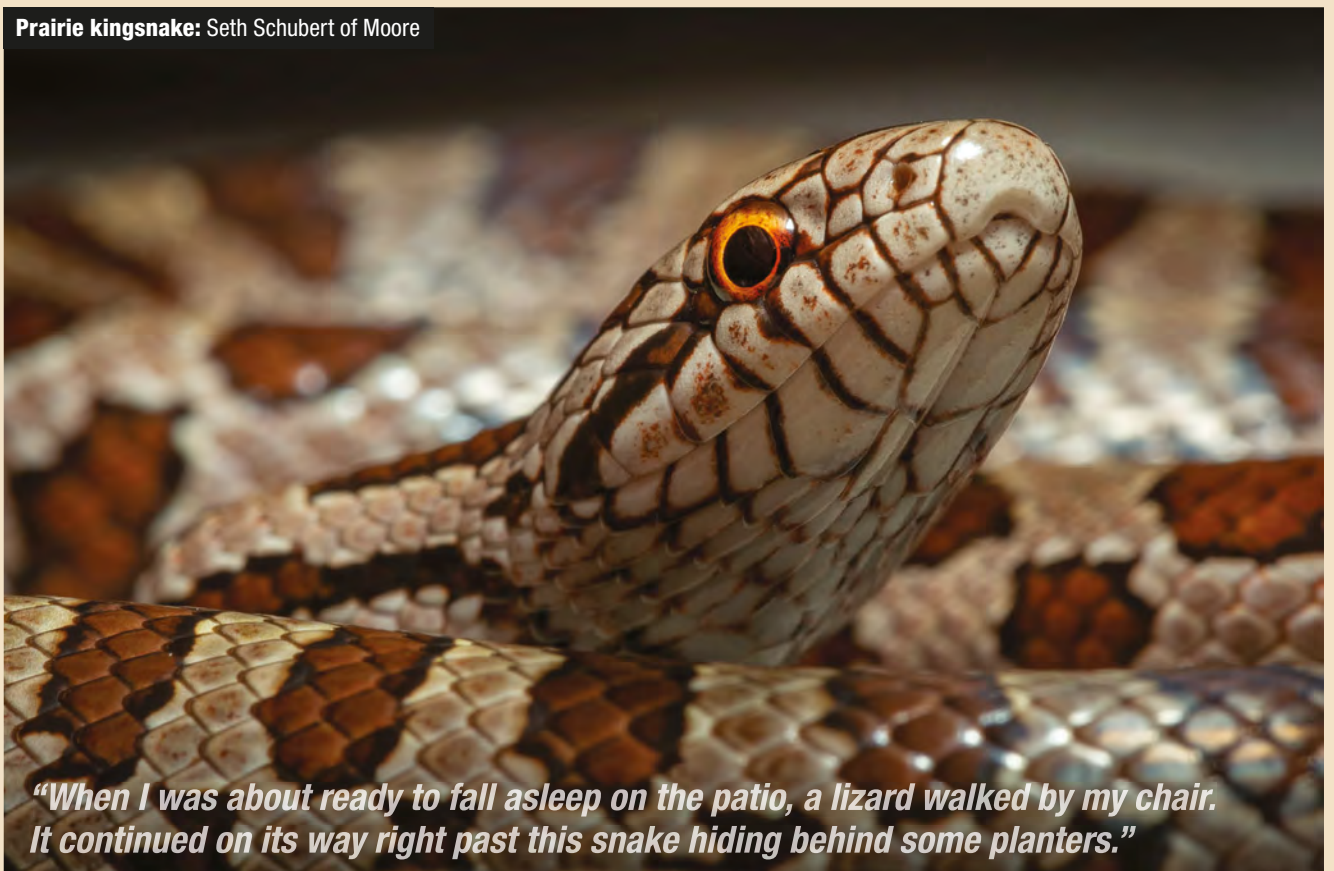 Prairie kingsnake: Seth Schubert of Moore
“When I was about ready to fall asleep on the patio, a lizard walked by my chair.
It continued on its way right past this snake hiding behind some planters.”